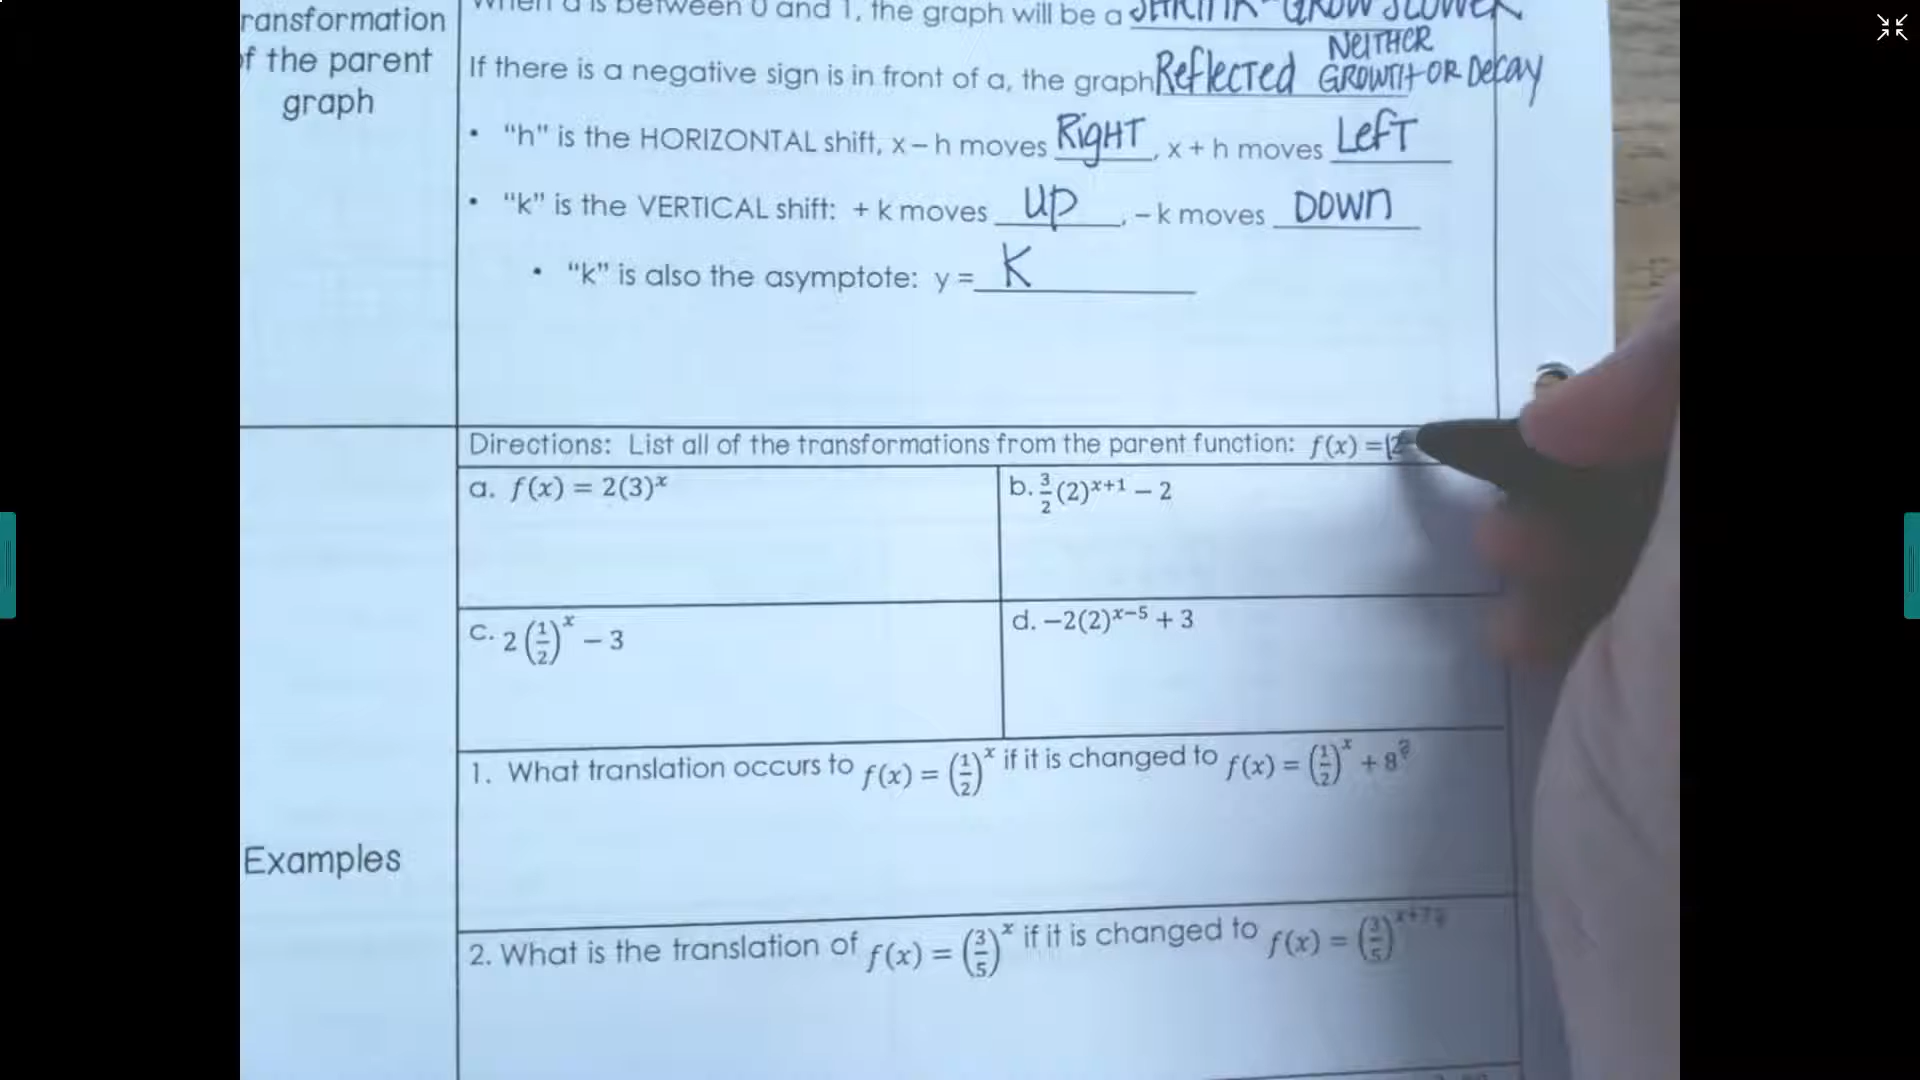 ransformation
of the parent
graph
When a is between 0 and 1, the graph will be a SHRINK - GROW SLOWER
If there is a negative sign is in front of a, the graph Reflected NEITHER GROWTH OR Decay
• "h" is the HORIZONTAL shift, x – h moves RigHT, x + h moves LefT
• "k" is the VERTICAL shift: + k moves UP, – k moves DOWN
• "k" is also the asymptote: y = K
Directions: List all of the transformations from the parent function: f(x) =
a. f(x) = 2(3)ˣ
b. 3/2(2)ˣ⁺¹ – 2
c. 2(1/2)ˣ – 3
d. –2(2)ˣ⁻⁵ + 3
Examples
1. What translation occurs to f(x) = (1/2)ˣ if it is changed to f(x) = (1/2)ˣ + 8?
2. What is the translation of f(x) = (3/5)ˣ if it is changed to f(x) = (3/5)ˣ⁺⁷?